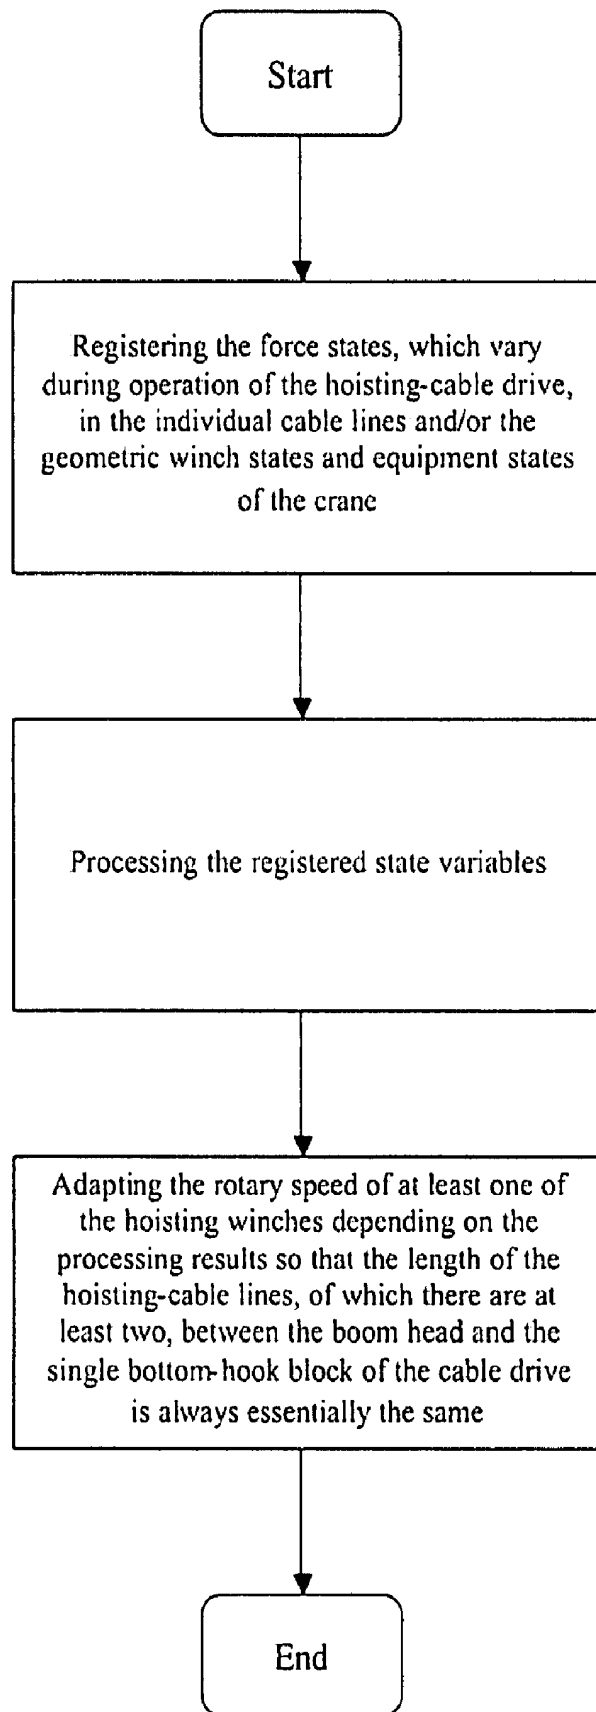 Start
Registering the force states, which vary
during operation of the hoisting-cable drive,
in the individual cable lines and/or the
geometric winch states and equipment states
of the crane
Processing the registered state variables
Adapting the rotary speed of at least one of
the hoisting winches depending on the
processing results so that the length of the
hoisting-cable lines, of which there are at
least two, between the boom head and the
single bottom-hook block of the cable drive
is always essentially the same
End